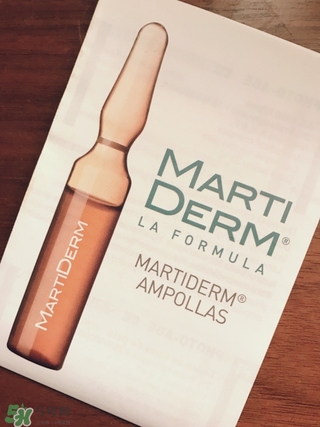 MARTI
DERM®
LA FORMULA
MARTIDERM®
AMPOLLAS
MARTIDERM